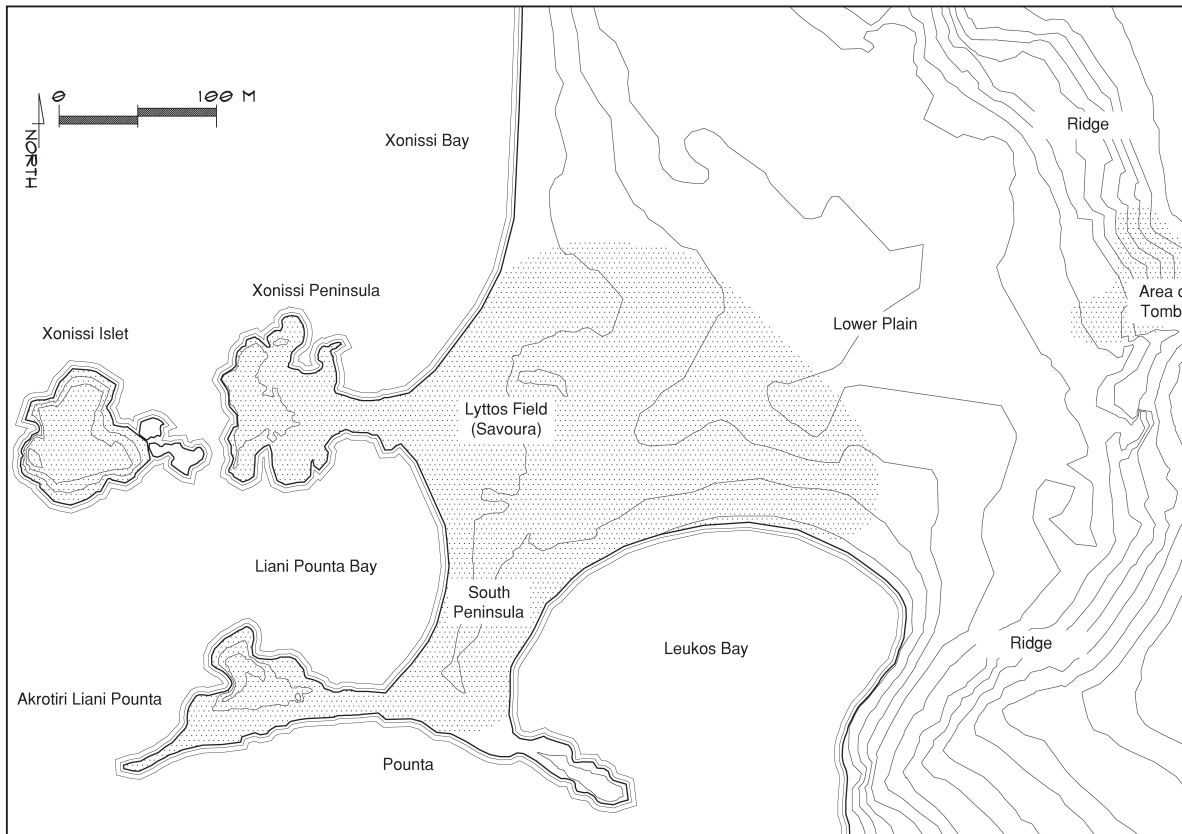 0 100 M
NORTH
Xonissi Bay
Ridge
Xonissi Peninsula
Area o
Tomb
Xonissi Islet
Lower Plain
Lyttos Field
(Savoura)
Liani Pounta Bay
South
Peninsula
Ridge
Leukos Bay
Akrotiri Liani Pounta
Pounta